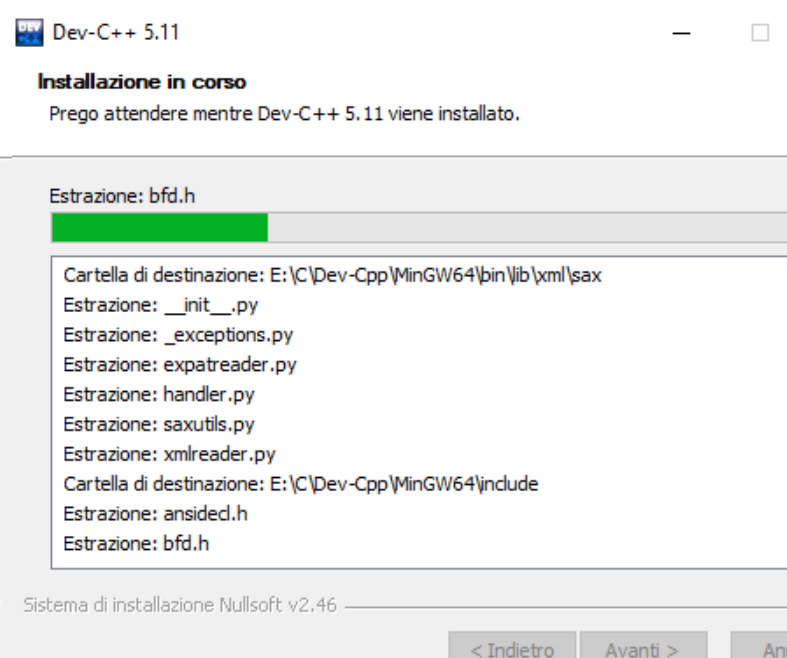 Dev-C++ 5.11
Installazione in corso
Prego attendere mentre Dev-C++ 5.11 viene installato.
Estrazione: bfd.h
Cartella di destinazione: E:\C\Dev-Cpp\MinGW64\bin\lib\xml\sax
Estrazione: __init__.py
Estrazione: _exceptions.py
Estrazione: expatreader.py
Estrazione: handler.py
Estrazione: saxutils.py
Estrazione: xmlreader.py
Cartella di destinazione: E:\C\Dev-Cpp\MinGW64\include
Estrazione: ansidecl.h
Estrazione: bfd.h
Sistema di installazione Nullsoft v2.46
< Indietro Avanti >